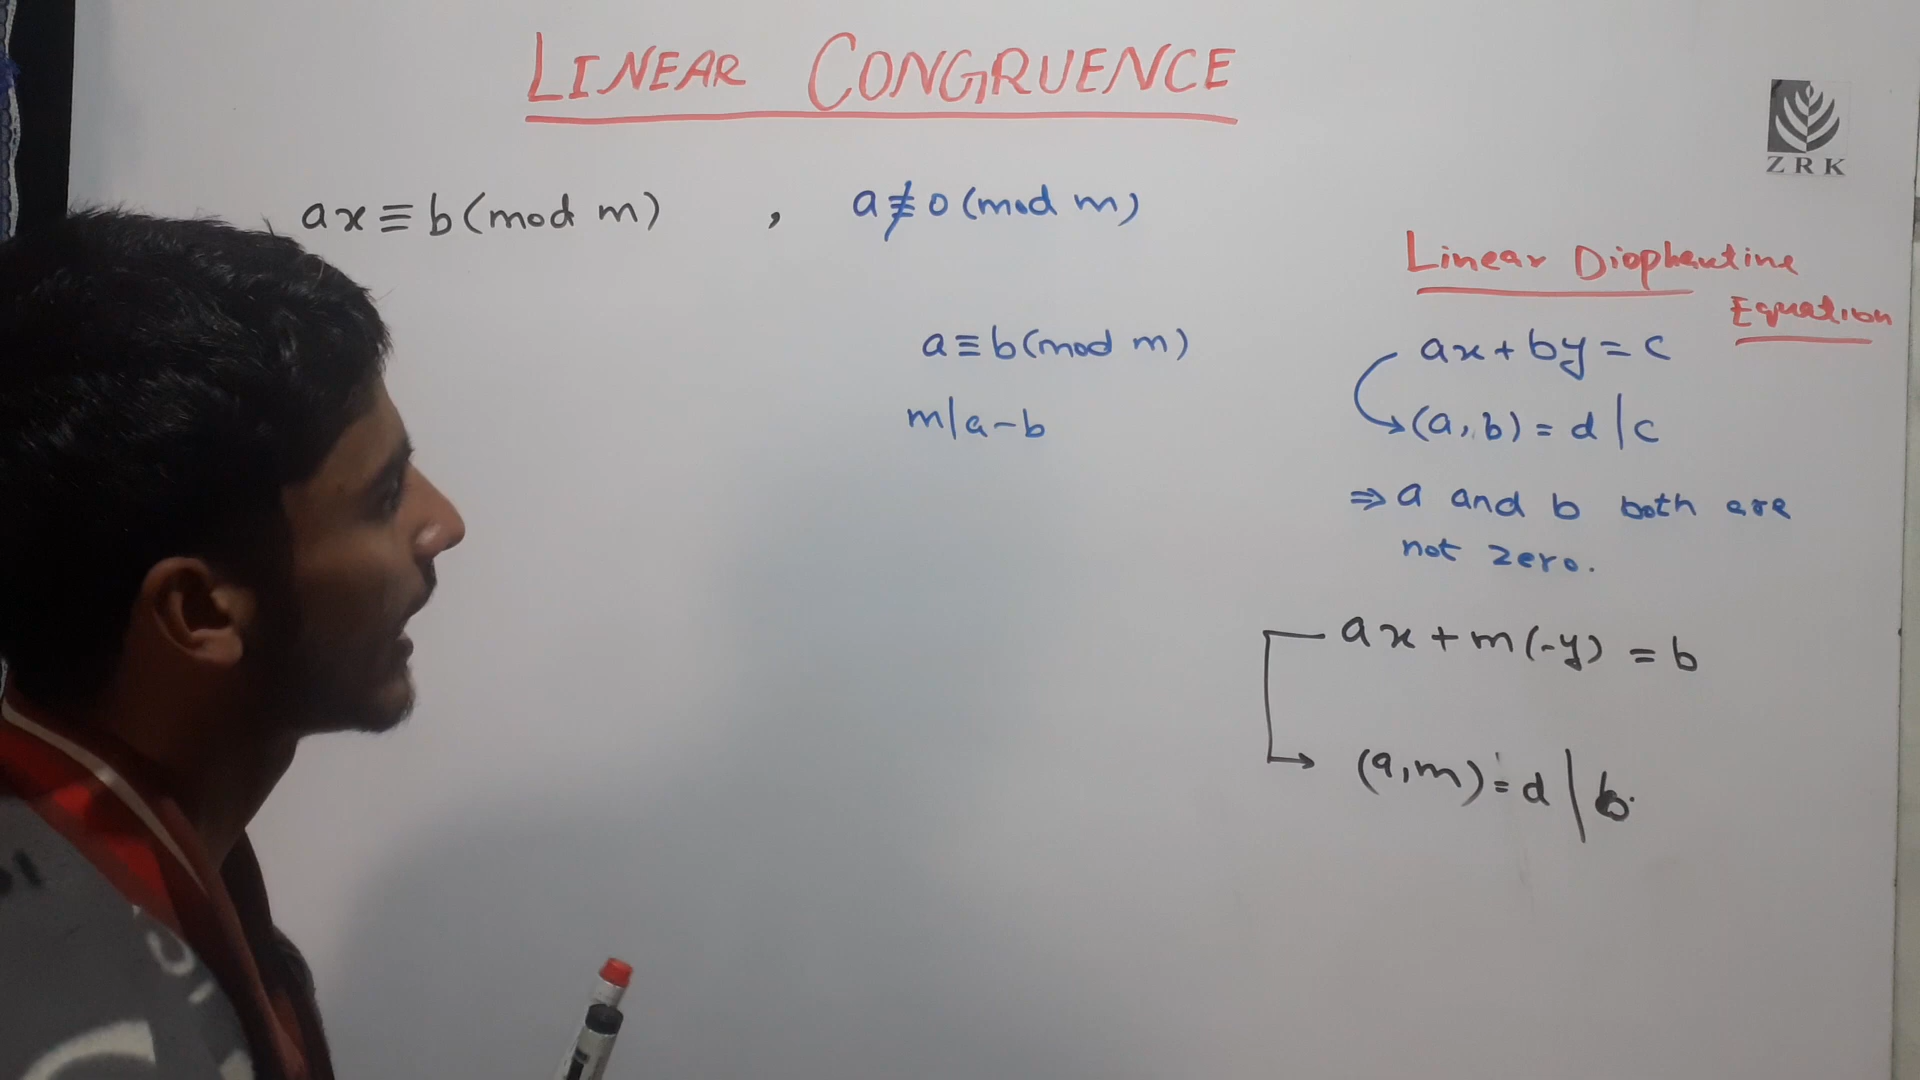 LINEAR CONGRUENCE
ZRK
ax ≡ b (mod m) , a ≢ 0 (mod m)
a ≡ b (mod m)
m | a - b
Linear Diophantine
Equation
ax + by = c
(a, b) = d | c
⇒ a and b both are
not zero.
ax + m(-y) = b
(a, m) = d | b.